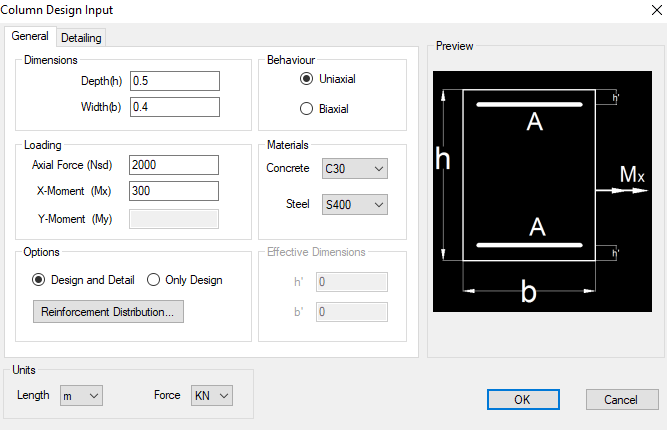 Column Design Input
General Detailing
Dimensions
Depth(h) 0.5
Width(b) 0.4
Behaviour
Uniaxial
Biaxial
Loading
Axial Force (Nsd) 2000
X-Moment (Mx) 300
Y-Moment (My)
Materials
Concrete C30
Steel S400
Options
Design and Detail Only Design
Reinforcement Distribution...
Effective Dimensions
h' 0
b' 0
Preview
h'
A
h
Mx
A
h'
b
Units
Length m Force KN
OK Cancel